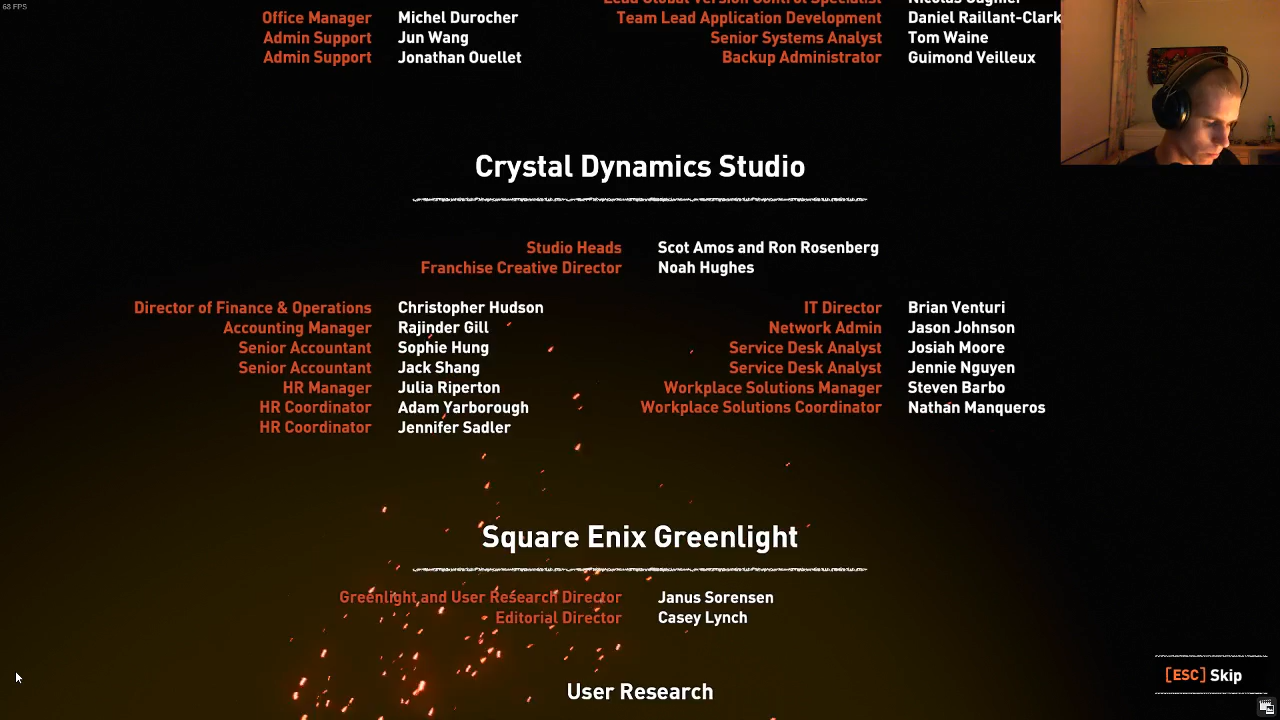 68 FPS
Office Manager Michel Durocher
Admin Support Jun Wang
Admin Support Jonathan Ouellet
Team Lead Application Development Daniel Raillant-Clark
Senior Systems Analyst Tom Waine
Backup Administrator Guimond Veilleux
Crystal Dynamics Studio
Studio Heads Scot Amos and Ron Rosenberg
Franchise Creative Director Noah Hughes
Director of Finance & Operations Christopher Hudson
Accounting Manager Rajinder Gill
Senior Accountant Sophie Hung
Senior Accountant Jack Shang
HR Manager Julia Riperton
HR Coordinator Adam Yarborough
HR Coordinator Jennifer Sadler
IT Director Brian Venturi
Network Admin Jason Johnson
Service Desk Analyst Josiah Moore
Service Desk Analyst Jennie Nguyen
Workplace Solutions Manager Steven Barbo
Workplace Solutions Coordinator Nathan Manqueros
Square Enix Greenlight
Greenlight and User Research Director Janus Sorensen
Editorial Director Casey Lynch
User Research
[ESC] Skip